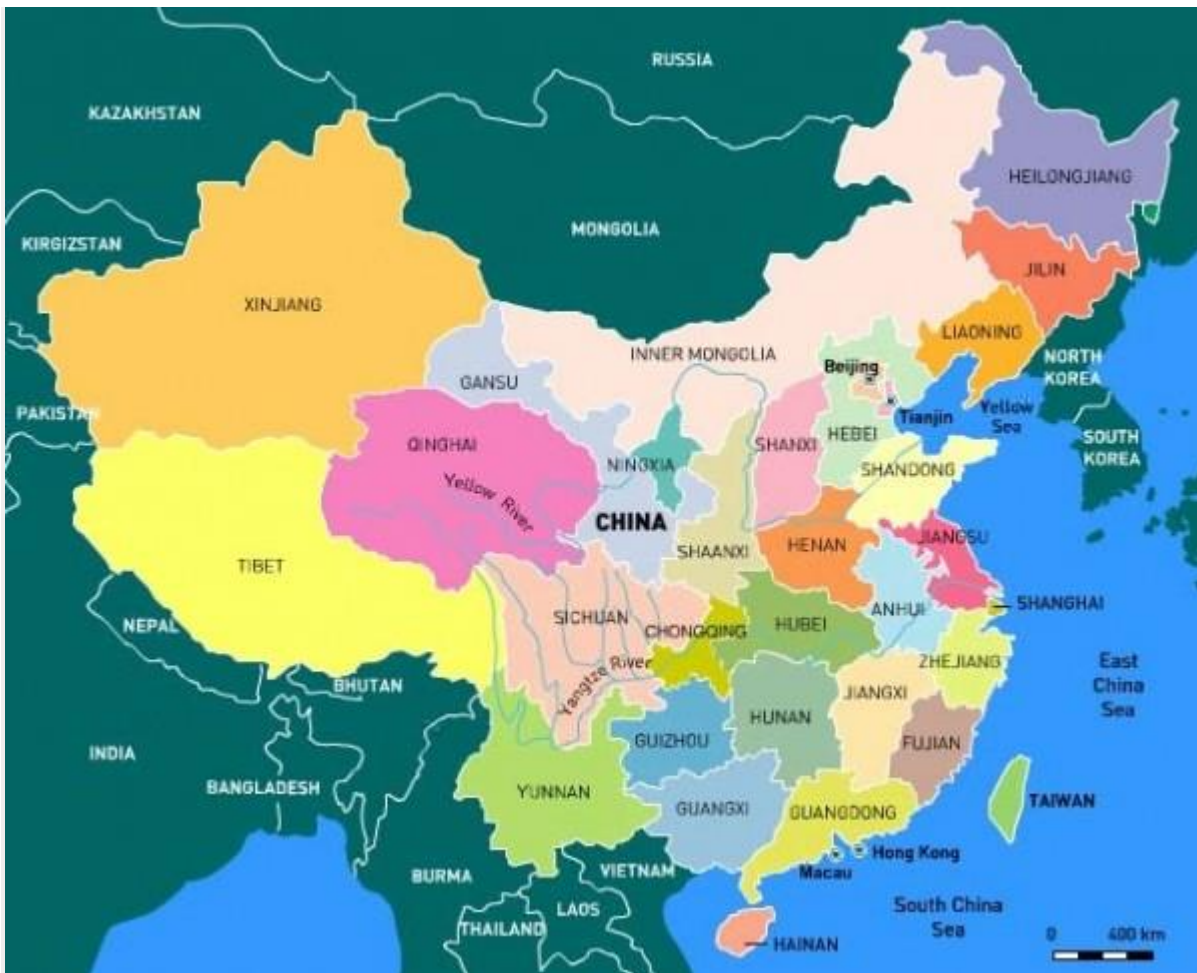 RUSSIA
KAZAKHSTAN
HEILONGJIANG
MONGOLIA
KIRGIZSTAN
JILIN
XINJIANG
LIAONING
INNER MONGOLIA
NORTH
KOREA
Beijing
GANSU
PAKISTAN
Tianjin
Yellow
Sea
QINGHAI
SHANXI
HEBEI
SOUTH
KOREA
NINGXIA
SHANDONG
Yellow River
CHINA
JIANGSU
HENAN
SHAANXI
TIBET
SHANGHAI
ANHUI
SICHUAN
HUBEI
NEPAL
CHONGQING
ZHEJIANG
East
China
Sea
Yangtze River
BHUTAN
JIANGXI
HUNAN
GUIZHOU
FUJIAN
INDIA
BANGLADESH
YUNNAN
TAIWAN
GUANGXI
GUANGDONG
Hong Kong
VIETNAM
Macau
BURMA
LAOS
South China
Sea
THAILAND
HAINAN
0 400 km